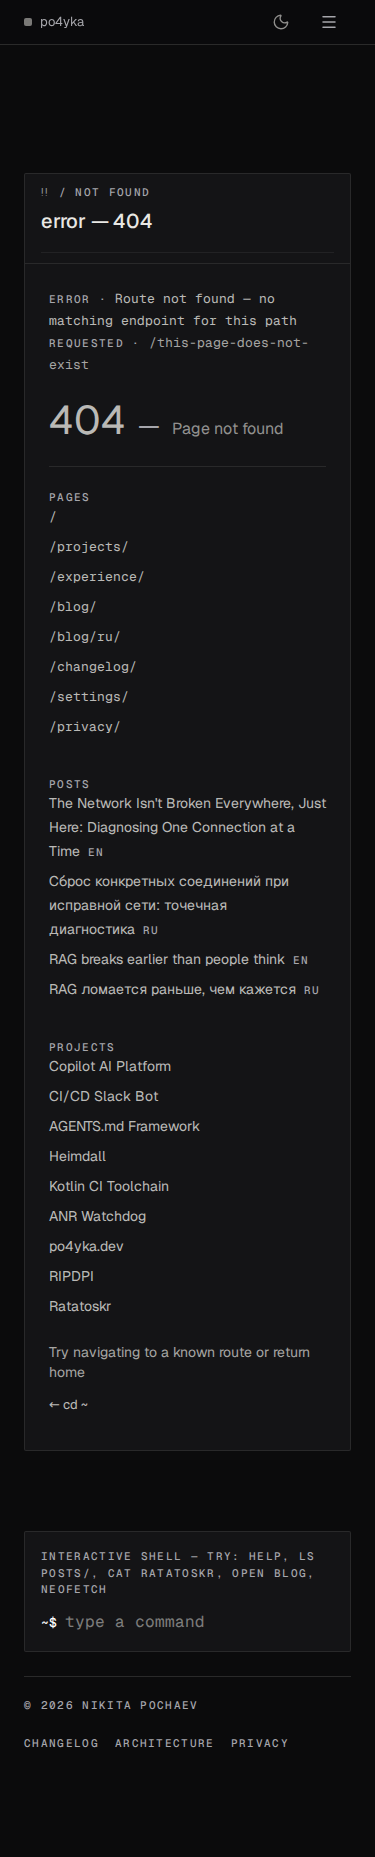 po4yka
!! / NOT FOUND
error — 404
ERROR · Route not found — no
matching endpoint for this path
REQUESTED · /this-page-does-not-
exist
404 — Page not found
PAGES
/
/projects/
/experience/
/blog/
/blog/ru/
/changelog/
/settings/
/privacy/
POSTS
The Network Isn't Broken Everywhere, Just
Here: Diagnosing One Connection at a
Time EN
Сброс конкретных соединений при
исправной сети: точечная
диагностика RU
RAG breaks earlier than people think EN
RAG ломается раньше, чем кажется RU
PROJECTS
Copilot AI Platform
CI/CD Slack Bot
AGENTS.md Framework
Heimdall
Kotlin CI Toolchain
ANR Watchdog
po4yka.dev
RIPDPI
Ratatoskr
Try navigating to a known route or return
home
← cd ~
INTERACTIVE SHELL — TRY: HELP, LS
POSTS/, CAT RATATOSKR, OPEN BLOG,
NEOFETCH
~$ type a command
© 2026 NIKITA POCHAEV
CHANGELOG ARCHITECTURE PRIVACY